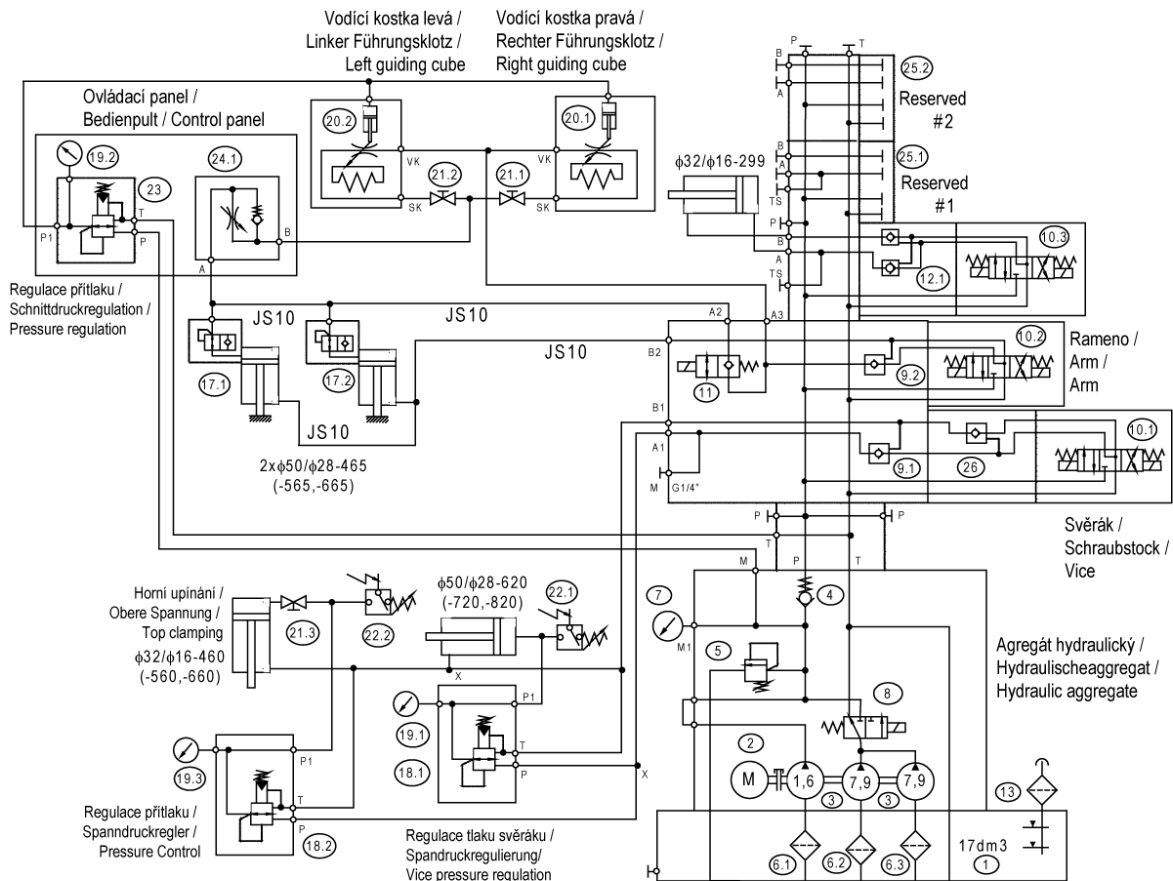 Vodící kostka levá /
Linker Führungsklotz /
Left guiding cube
Vodící kostka pravá /
Rechter Führungsklotz /
Right guiding cube
P
T
B
A
25.2
Reserved
#2
Ovládací panel /
Bedienpult / Control panel
20.2
20.1
19.2
23
24.1
VK
VK
21.2
21.1
SK
SK
ϕ32/ϕ16-299
B
A
TS
25.1
Reserved
#1
T
P
P1
B
A
P
B
A
TS
12.1
10.3
Regulace přítlaku /
Schnittdruckregulation /
Pressure regulation
JS10
JS10
JS10
A2
A3
B2
17.1
17.2
11
9.2
10.2
Rameno /
Arm /
Arm
JS10
2xϕ50/ϕ28-465
(-565,-665)
B1
A1
M
G1/4"
9.1
26
10.1
Svěrák /
Schraubstock /
Vice
P
P
T
P
T
M
Horní upínání /
Obere Spannung /
Top clamping
ϕ32/ϕ16-460
(-560,-660)
21.3
22.2
ϕ50/ϕ28-620
(-720,-820)
22.1
X
7
M1
4
5
8
Agregát hydraulický /
Hydraulischeaggregat /
Hydraulic aggregate
19.1
18.1
P1
T
P
X
2
M
1,6
7,9
7,9
3
3
13
19.3
P1
T
P
18.2
Regulace přítlaku /
Spanndruckregler /
Pressure Control
Regulace tlaku svěráku /
Spandruckregulierung/
Vice pressure regulation
6.1
6.2
6.3
17dm3
1